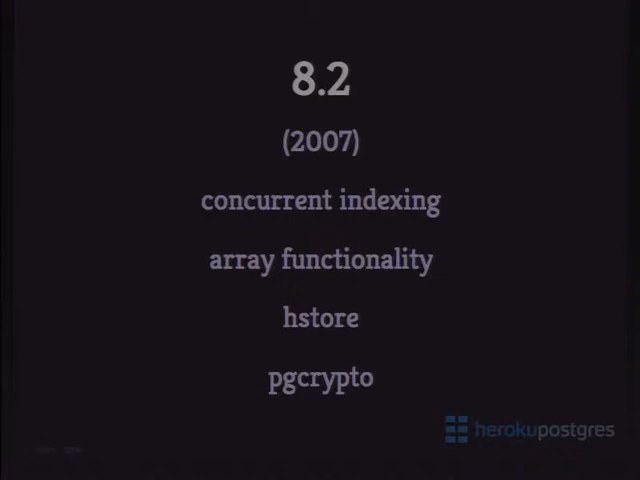 8.2
(2007)
concurrent indexing
array functionality
hstore
pgcrypto
herokupostgres